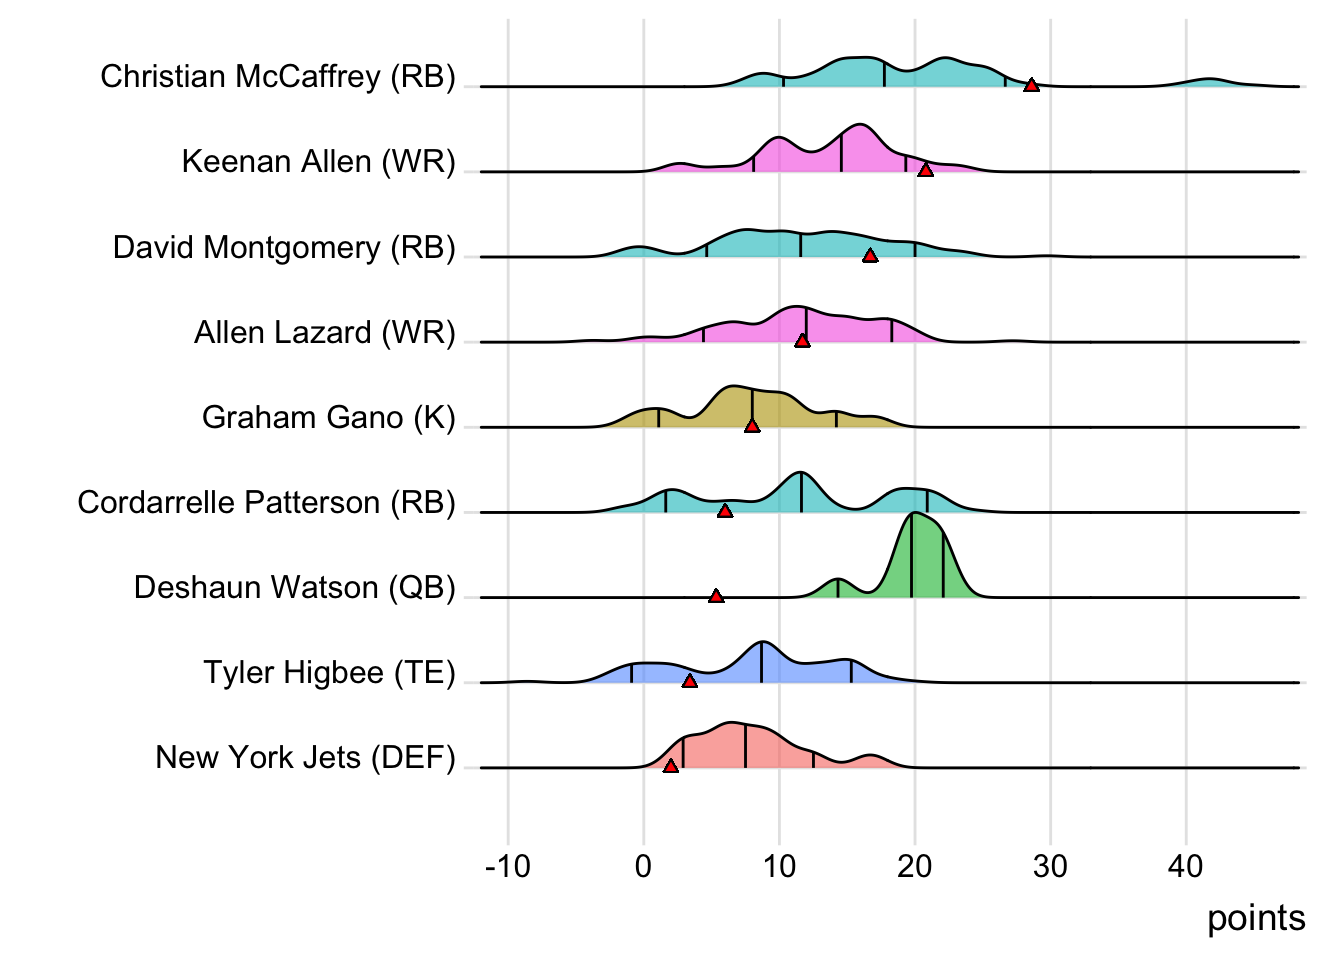 Christian McCaffrey (RB)
Keenan Allen (WR)
David Montgomery (RB)
Allen Lazard (WR)
Graham Gano (K)
Cordarrelle Patterson (RB)
Deshaun Watson (QB)
Tyler Higbee (TE)
New York Jets (DEF)
-10 0 10 20 30 40
points